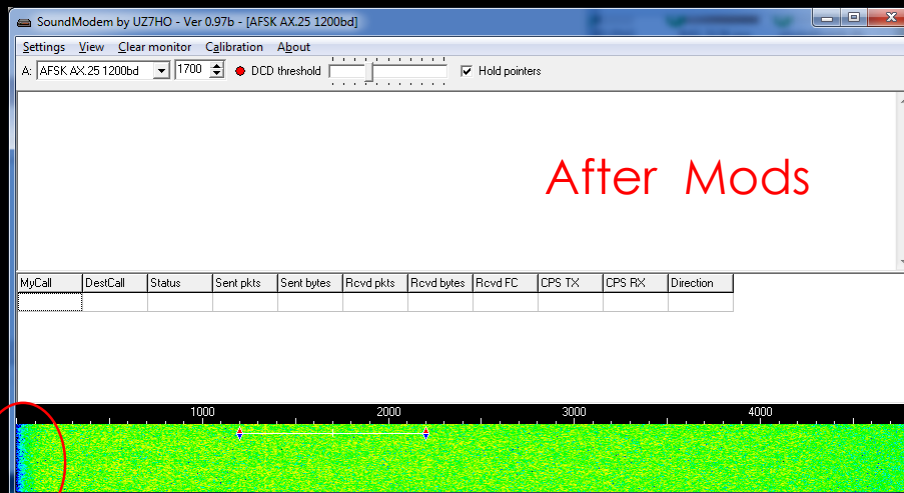 SoundModem by UZ7HO - Ver 0.97b - [AFSK AX.25 1200bd]
Settings View Clear monitor Calibration About
A: AFSK AX.25 1200bd 1700 DCD threshold Hold pointers
After Mods
MyCall DestCall Status Sent pkts Sent bytes Rcvd pkts Rcvd bytes Rcvd FC CPS TX CPS RX Direction
1000 2000 3000 4000